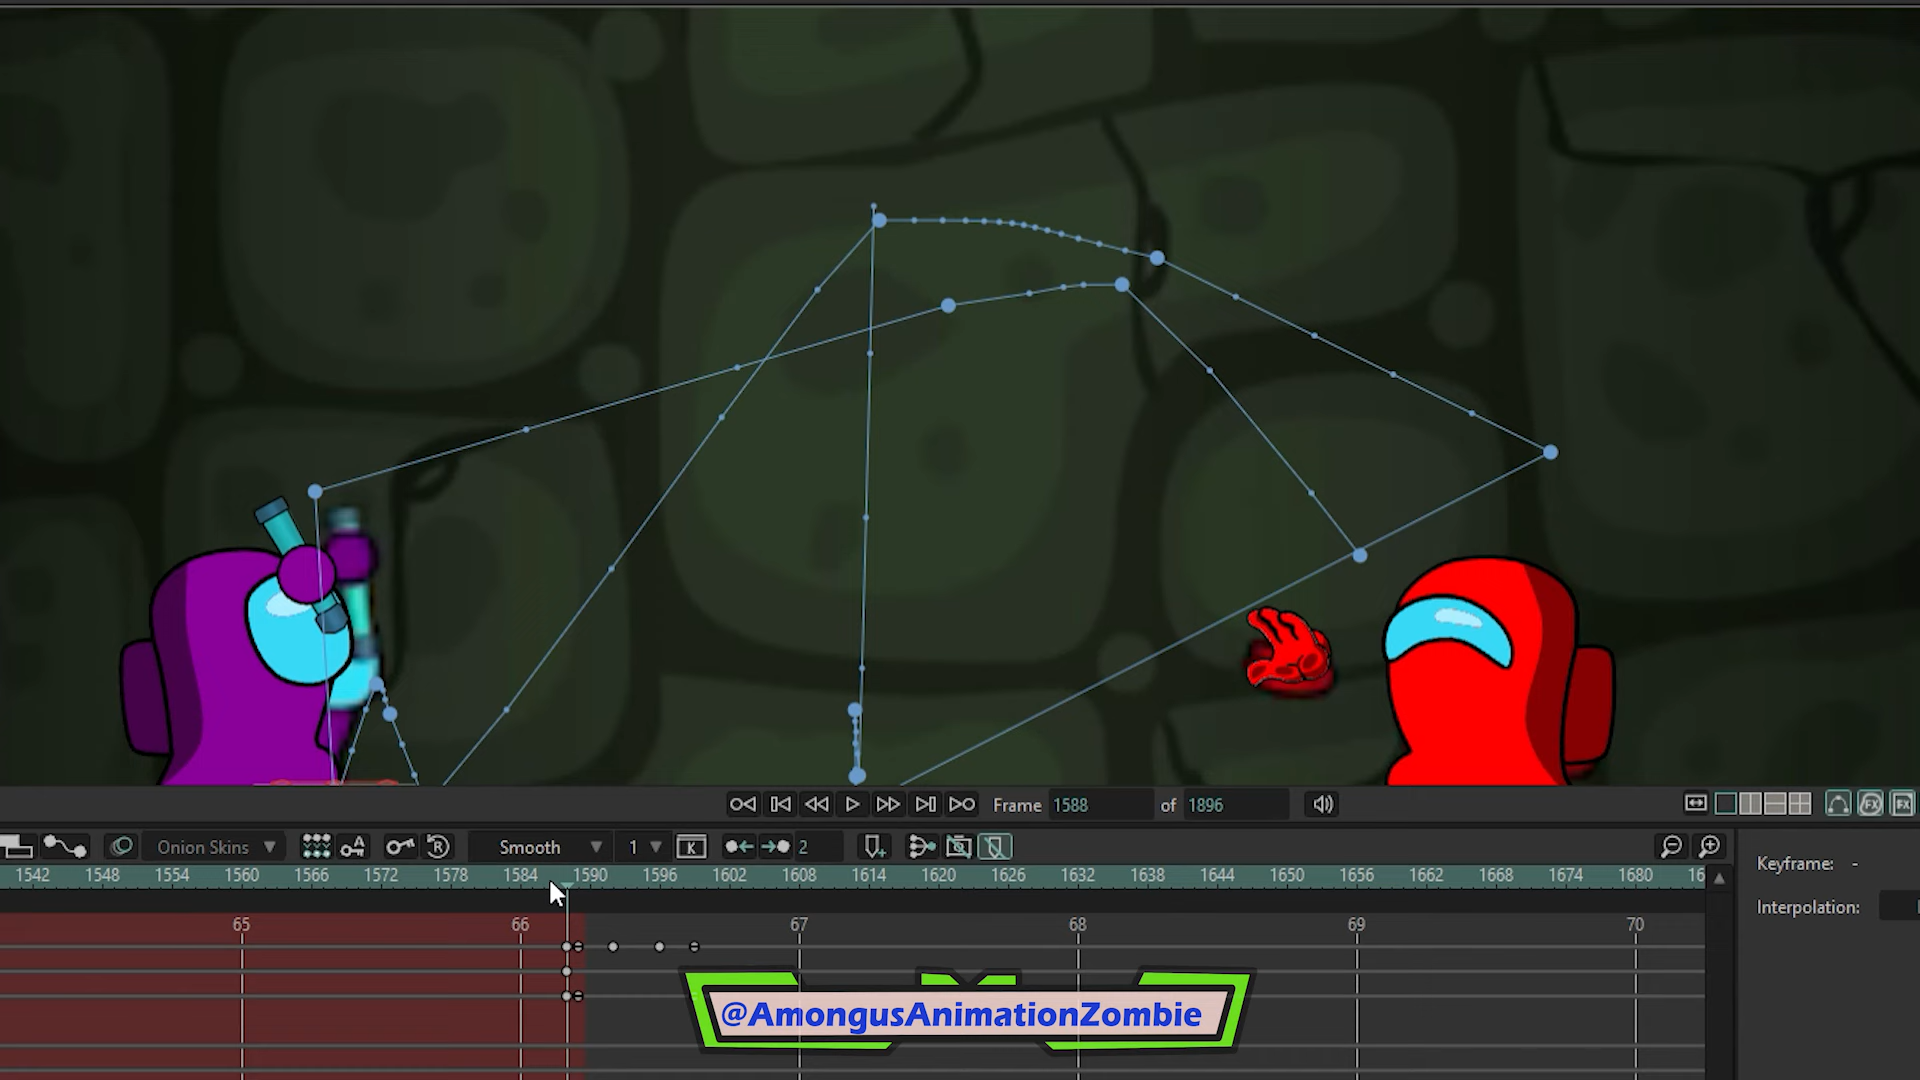 Frame 1588 of 1896
Onion Skins Smooth 1 K 2
Keyframe: -
1542 1548 1554 1560 1566 1572 1578 1584 1590 1596 1602 1608 1614 1620 1626 1632 1638 1644 1650 1656 1662 1668 1674 1680 16
Interpolation:
65 66 67 68 69 70
@AmongusAnimationZombie